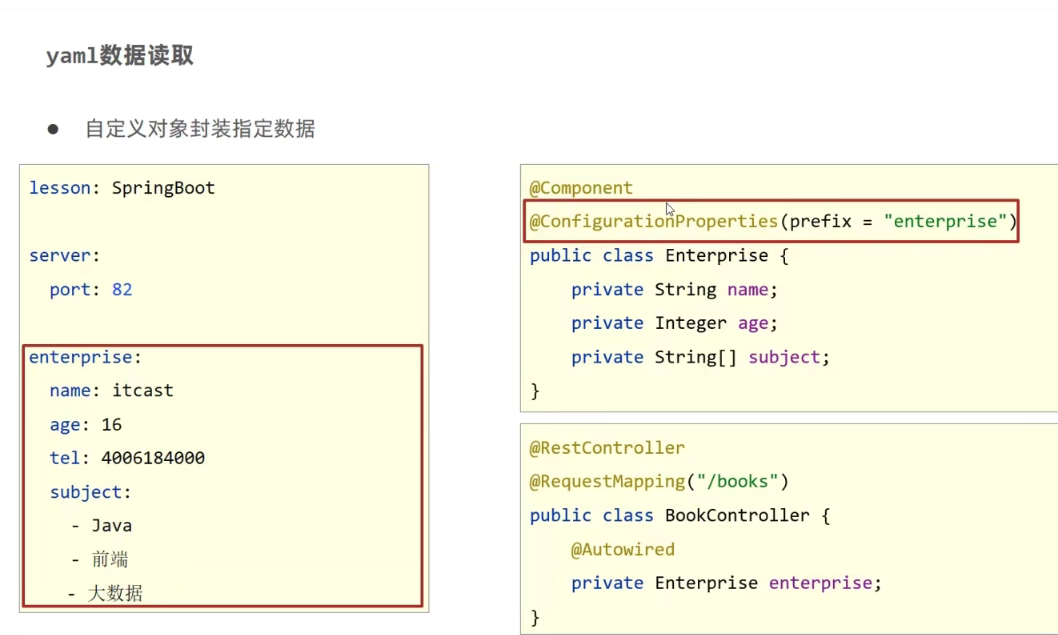 yaml数据读取
● 自定义对象封装指定数据
lesson: SpringBoot
server:
  port: 82
enterprise:
  name: itcast
  age: 16
  tel: 4006184000
  subject:
    - Java
    - 前端
    - 大数据
@Component
@ConfigurationProperties(prefix = "enterprise")
public class Enterprise {
    private String name;
    private Integer age;
    private String[] subject;
}
@RestController
@RequestMapping("/books")
public class BookController {
    @Autowired
    private Enterprise enterprise;
}